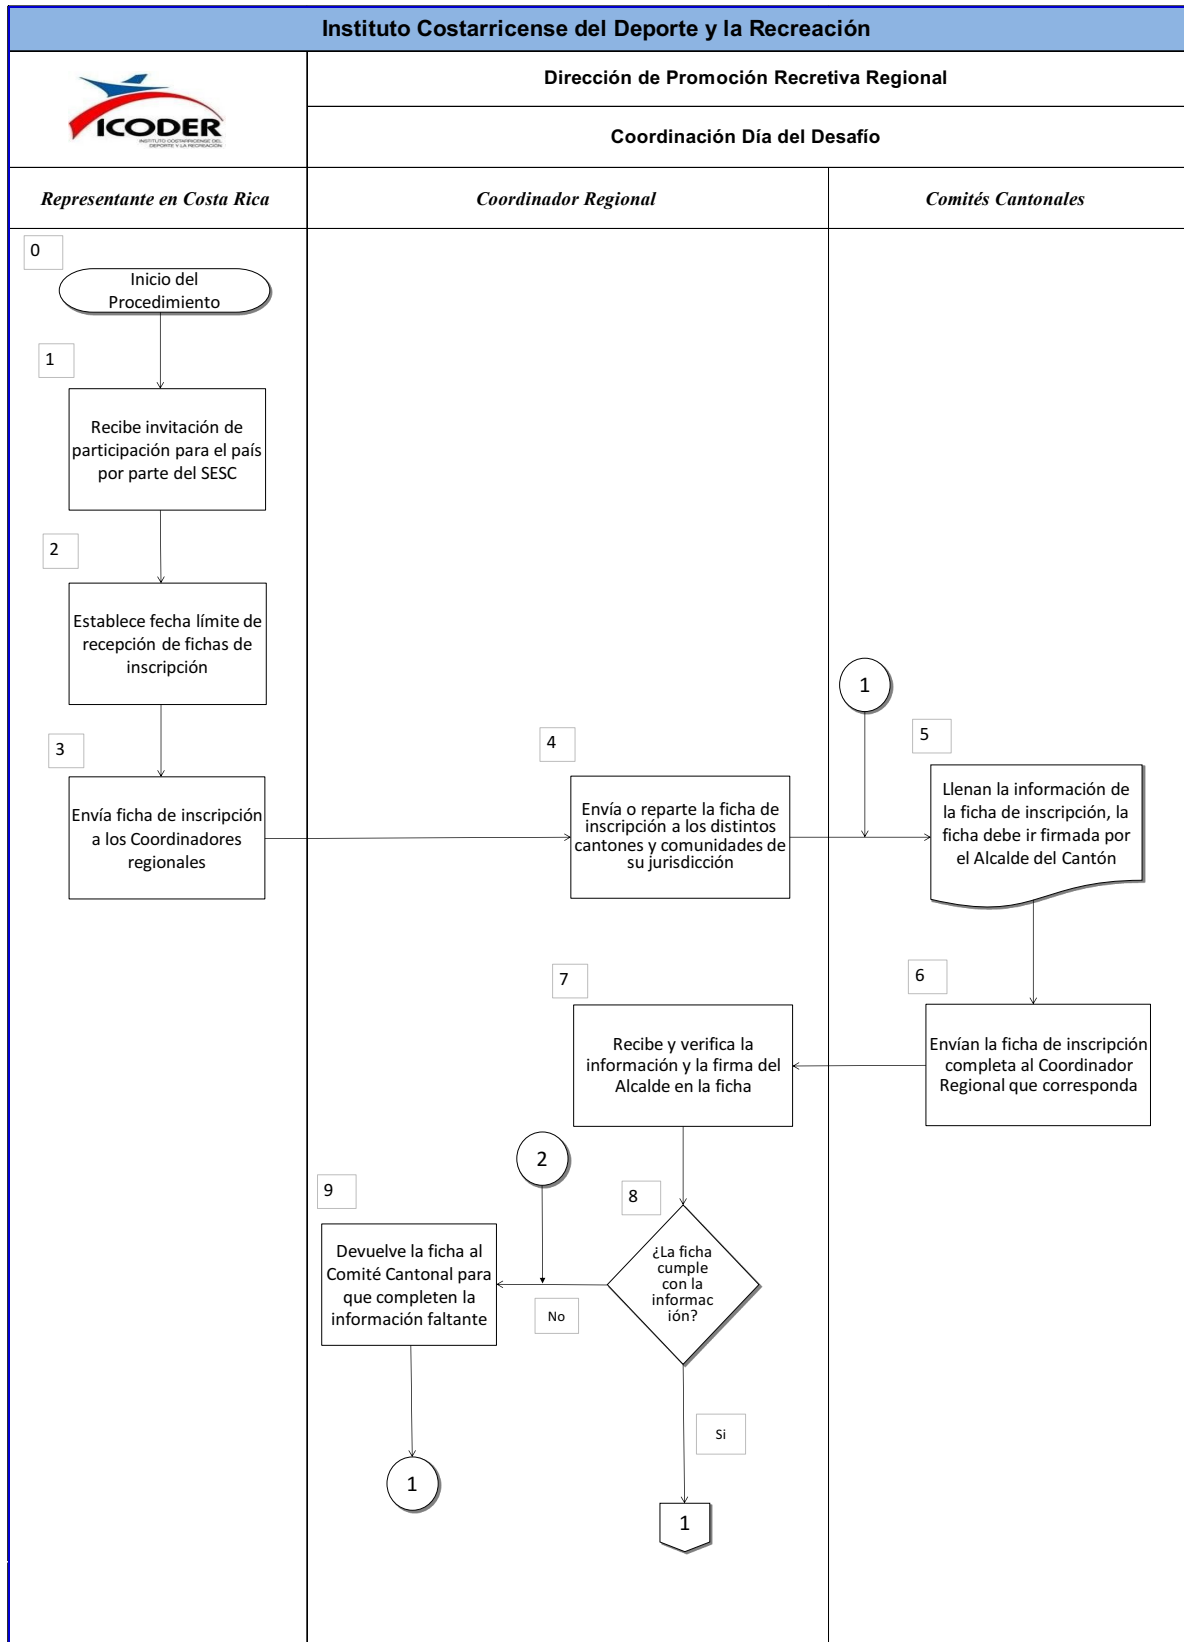 Instituto Costarricense del Deporte y la Recreación
ICODER
INSTITUTO COSTARRICENSE DEL
DEPORTE Y LA RECREACIÓN
Dirección de Promoción Recretiva Regional
Coordinación Día del Desafío
Representante en Costa Rica
Coordinador Regional
Comités Cantonales
0
Inicio del
Procedimiento
1
Recibe invitación de
participación para el país
por parte del SESC
2
Establece fecha límite de
recepción de fichas de
inscripción
3
Envía ficha de inscripción
a los Coordinadores
regionales
4
Envía o reparte la ficha de
inscripción a los distintos
cantones y comunidades de
su jurisdicción
1
5
Llenan la información de
la ficha de inscripción, la
ficha debe ir firmada por
el Alcalde del Cantón
6
Envían la ficha de inscripción
completa al Coordinador
Regional que corresponda
7
Recibe y verifica la
información y la firma del
Alcalde en la ficha
2
8
¿La ficha
cumple
con la
informac
ión?
No
9
Devuelve la ficha al
Comité Cantonal para
que completen la
información faltante
1
Si
1